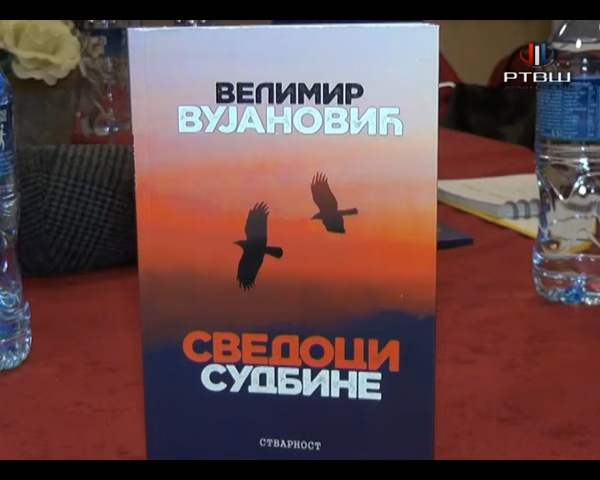 РТВШ
ВЕЛИМИР
ВУЈАНОВИЋ
СВЕДОЦИ
СУДБИНЕ
СТВАРНОСТ